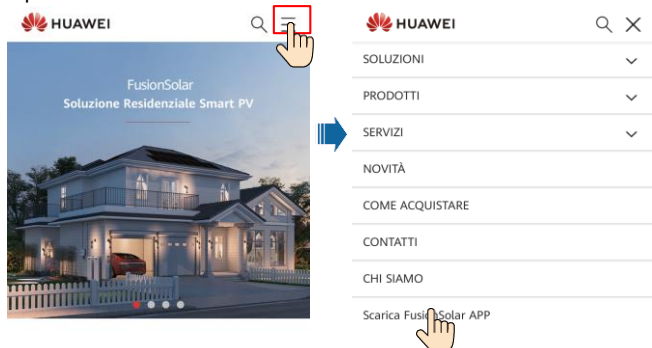 HUAWEI
FusionSolar
Soluzione Residenziale Smart PV
HUAWEI
SOLUZIONI
PRODOTTI
SERVIZI
NOVITÀ
COME ACQUISTARE
CONTATTI
CHI SIAMO
Scarica FusionSolar APP